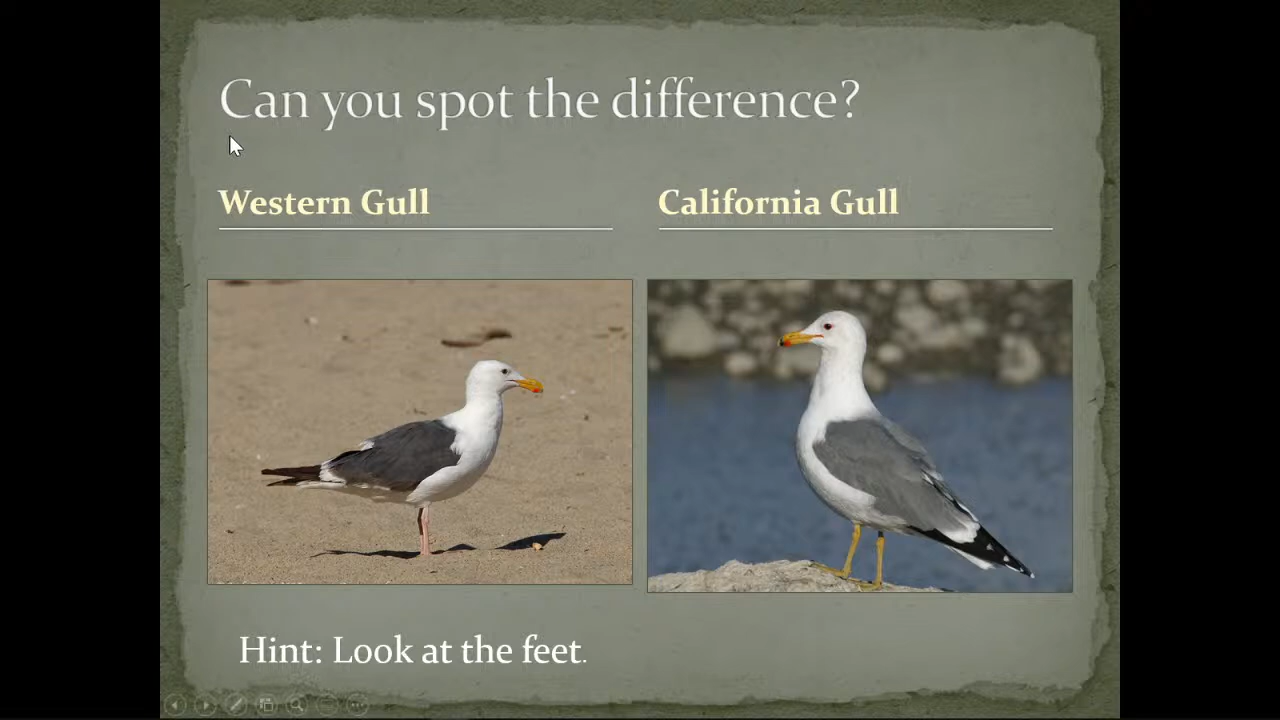 Can you spot the difference?
Western Gull
California Gull
Hint: Look at the feet.